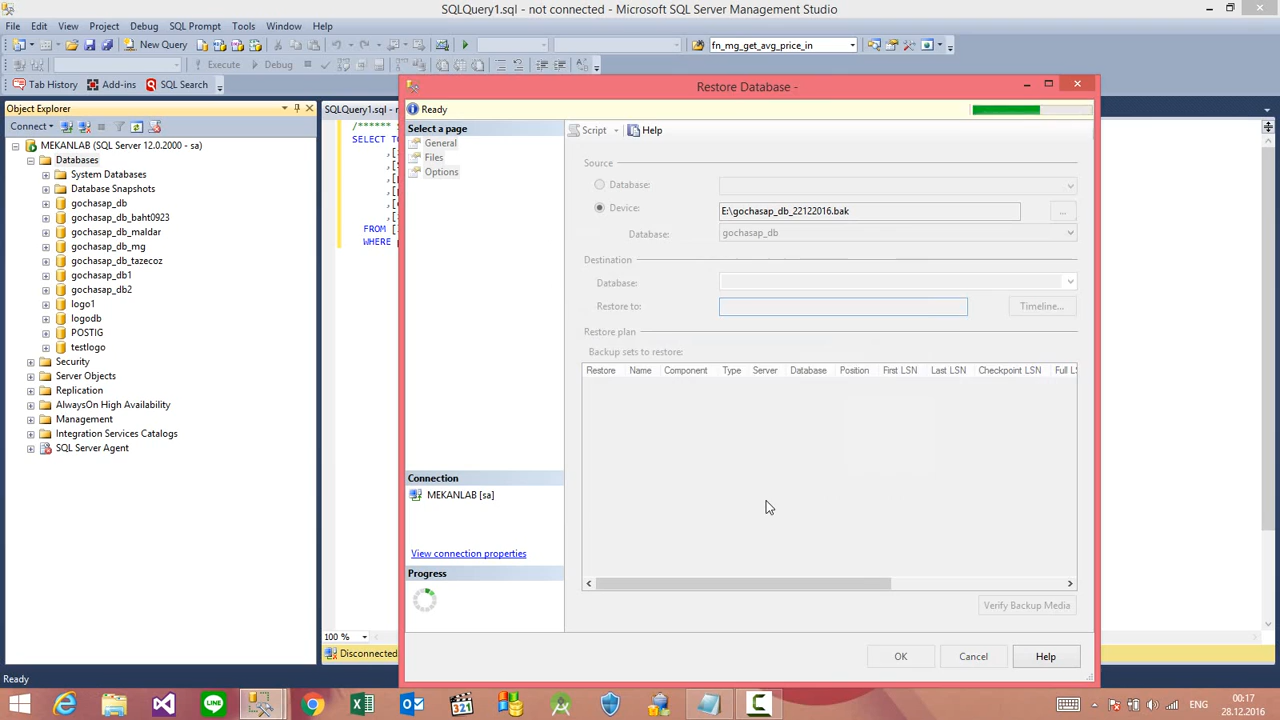 SQLQuery1.sql - not connected - Microsoft SQL Server Management Studio
File Edit View Project Debug SQL Prompt Tools Window Help
New Query fn_mg_get_avg_price_in
Execute Debug
Tab History Add-ins SQL Search
Object Explorer
SQLQuery1.sql - n
Connect
MEKANLAB (SQL Server 12.0.2000 - sa)
Databases
System Databases
Database Snapshots
gochasap_db
gochasap_db_baht0923
gochasap_db_maldar
gochasap_db_mg
gochasap_db_tazecoz
gochasap_db1
gochasap_db2
logo1
logodb
POSTIG
testlogo
Security
Server Objects
Replication
AlwaysOn High Availability
Management
Integration Services Catalogs
SQL Server Agent
/****** S
SELECT TO
,[
,[S
,[p
,[p
,[e
,[s
FROM [
WHERE p
100 %
Disconnected
Restore Database -
Ready
Select a page
General
Files
Options
Script Help
Source
Database:
Device: E:\gochasap_db_22122016.bak ...
Database: gochasap_db
Destination
Database:
Restore to: Timeline...
Restore plan
Backup sets to restore:
Restore Name Component Type Server Database Position First LSN Last LSN Checkpoint LSN Full LS
Connection
MEKANLAB [sa]
View connection properties
Progress
Verify Backup Media
OK Cancel Help
Ready
LINE 321 ENG 00:17
28.12.2016